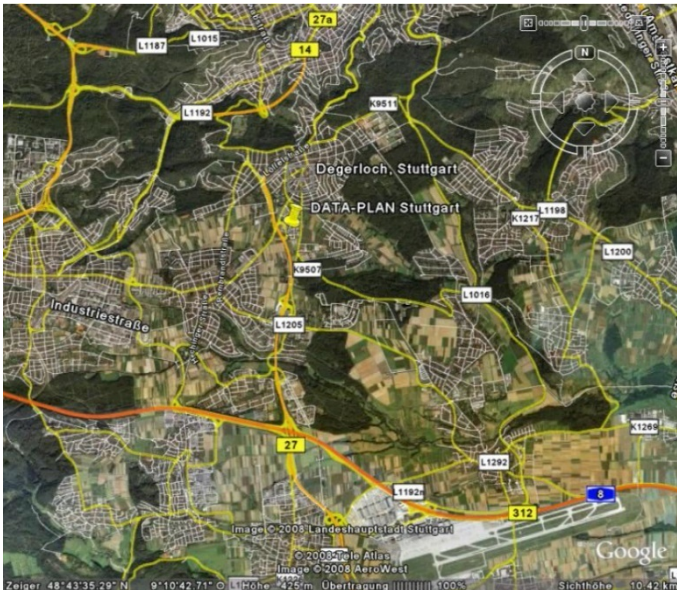 27a
14
L1187
L1015
L1192
K9511
N
Degerloch, Stuttgart
DATA-PLAN Stuttgart
K1217
L1198
L1200
K9507
L1016
Industriestraße
L1205
27
K1269
L1292
L1192a
8
312
Image © 2008 Landeshauptstadt Stuttgart
© 2008 Tele Atlas
Image © 2008 AeroWest
Google
Zeiger 48°43'35.29" N 9°10'42.71" O Höhe 425 m Übertragung 100% Sichthöhe 10.42 km